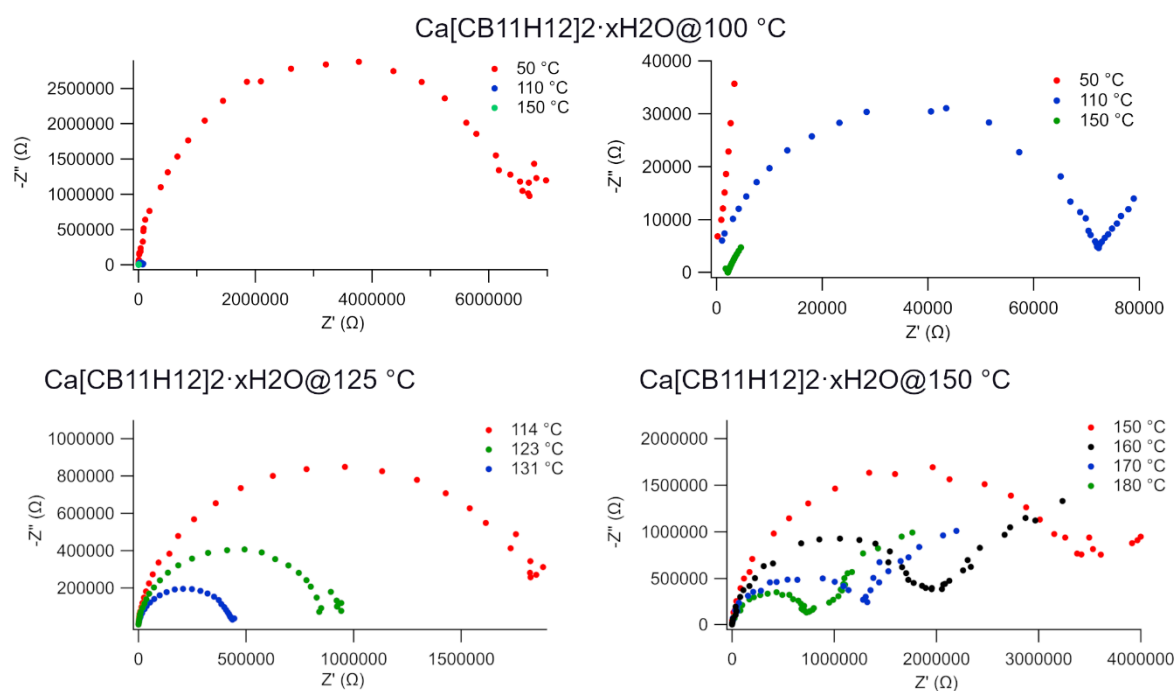 Ca[CB11H12]2·xH2O@100 °C
2500000
2000000
1500000
1000000
500000
0
-Z" (Ω)
50 °C
110 °C
150 °C
0
2000000
4000000
6000000
Z' (Ω)
40000
30000
20000
10000
0
-Z" (Ω)
50 °C
110 °C
150 °C
0
20000
40000
60000
80000
Z' (Ω)
Ca[CB11H12]2·xH2O@125 °C
1000000
800000
600000
400000
200000
-Z" (Ω)
114 °C
123 °C
131 °C
0
500000
1000000
1500000
Z' (Ω)
Ca[CB11H12]2·xH2O@150 °C
2000000
1500000
1000000
500000
0
-Z" (Ω)
150 °C
160 °C
170 °C
180 °C
0
1000000
2000000
3000000
4000000
Z' (Ω)